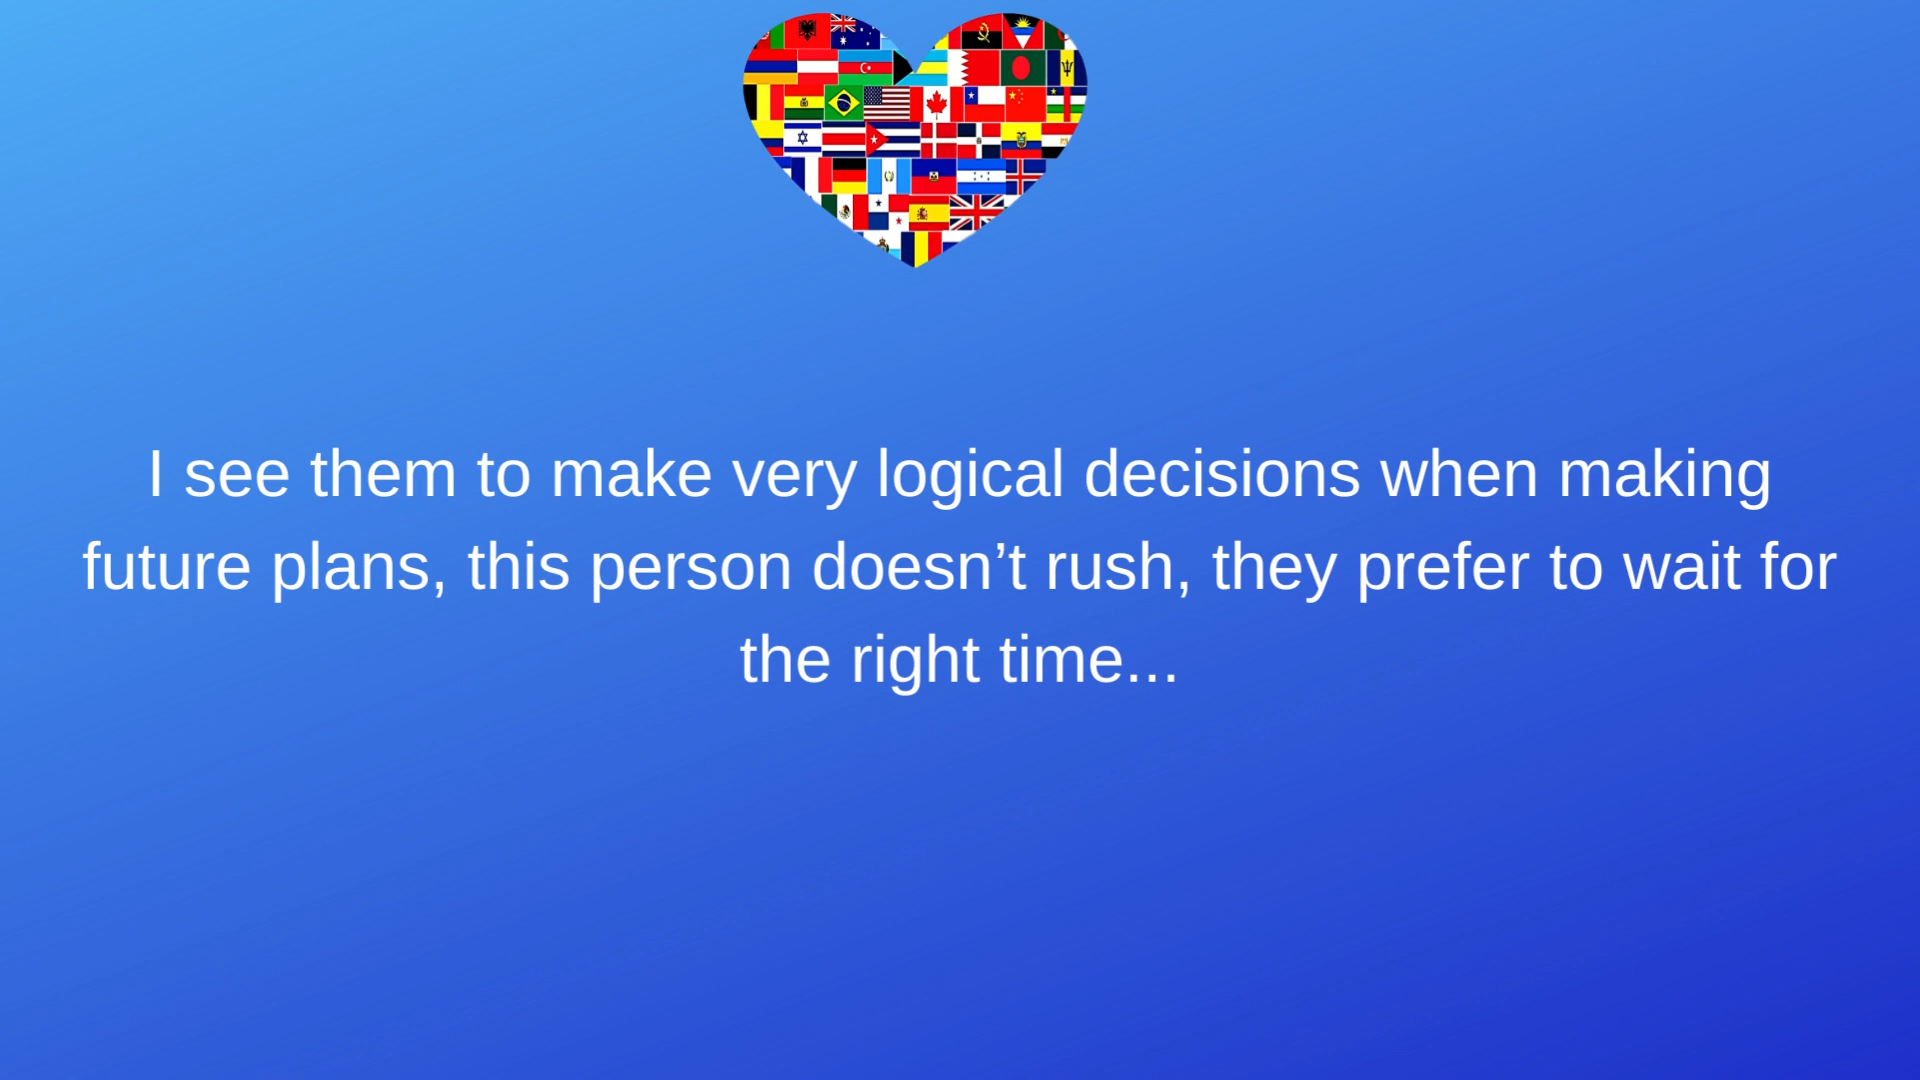 I see them to make very logical decisions when making
future plans, this person doesn’t rush, they prefer to wait for
the right time...